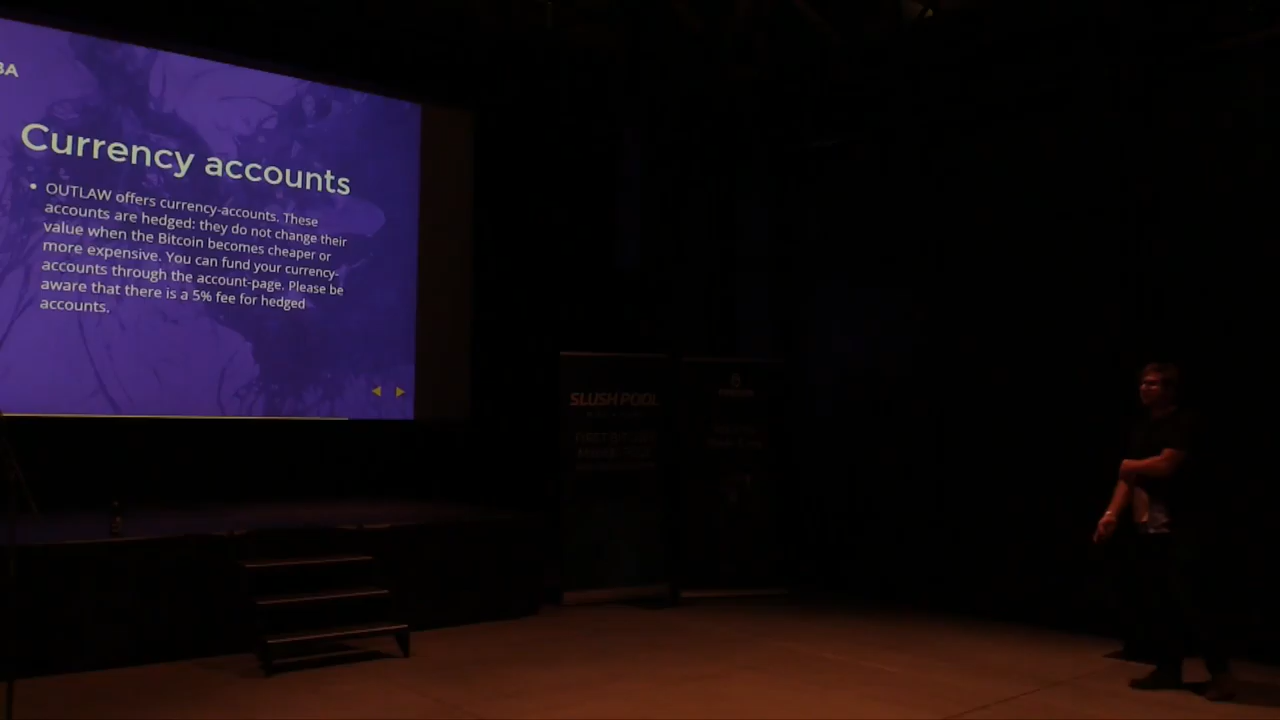 BA
Currency accounts
• OUTLAW offers currency-accounts. These
accounts are hedged: they do not change their
value when the Bitcoin becomes cheaper or
more expensive. You can fund your currency-
accounts through the account-page. Please be
aware that there is a 5% fee for hedged
accounts.
SLUSH POOL